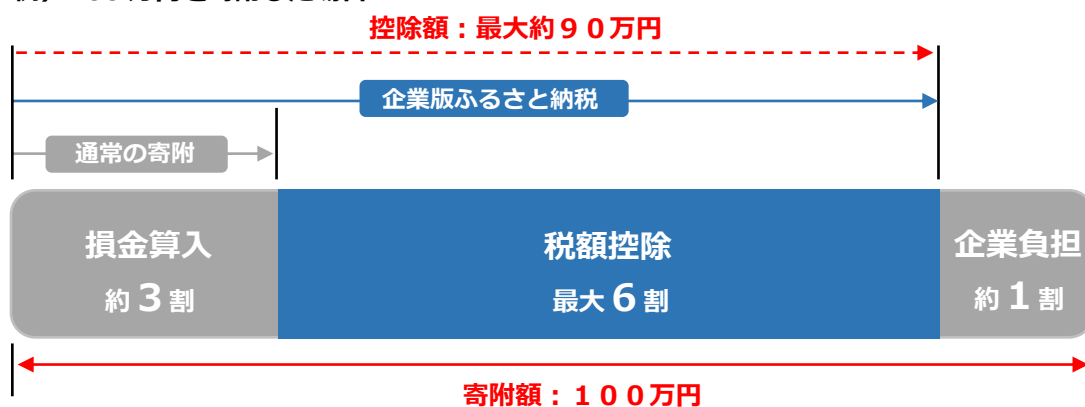 控除額：最大約９０万円
企業版ふるさと納税
通常の寄附
損金算入
約３割
税額控除
最大６割
企業負担
約１割
寄附額：１００万円